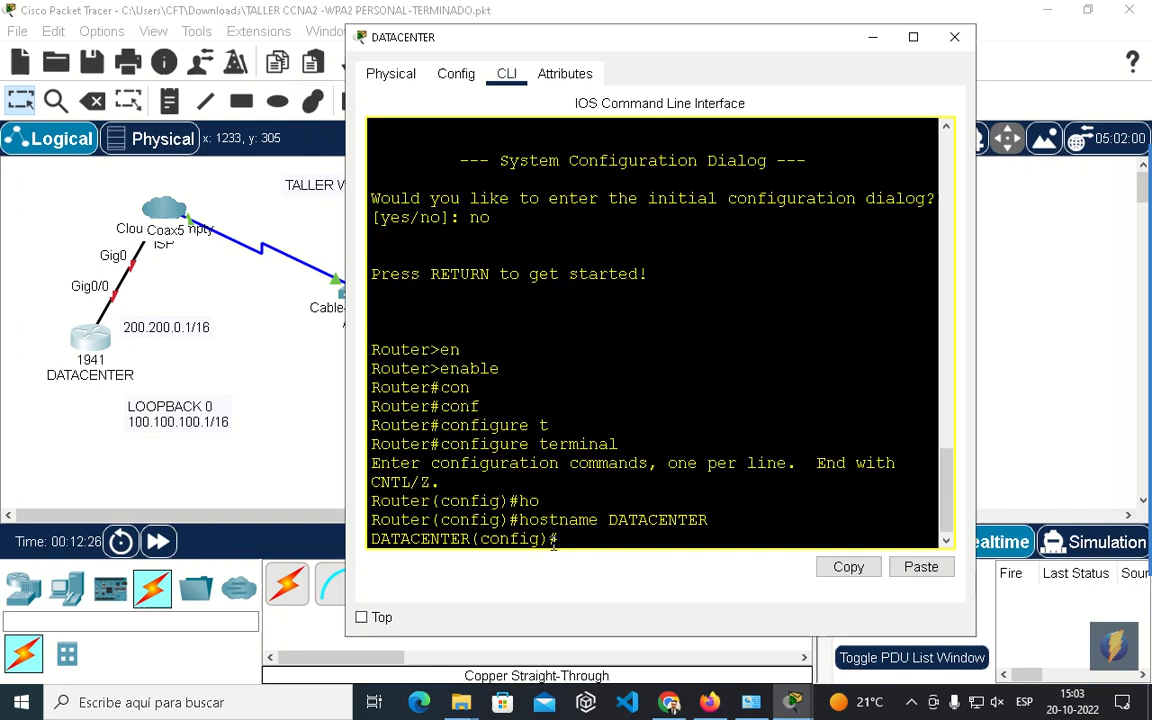 Cisco Packet Tracer - C:\Users\CFT\Downloads\TALLER CCNA2 -WPA2 PERSONAL-TERMINADO.pkt
File Edit Options View Tools Extensions Windo
Logical Physical x: 1233, y: 305
05:02:00
TALLER W
Clou Coax5 mpty
ISP
Gig0
Gig0/0
Cable-
200.200.0.1/16
1941
DATACENTER
LOOPBACK 0
100.100.100.1/16
DATACENTER
Physical Config CLI Attributes
IOS Command Line Interface
--- System Configuration Dialog ---
Would you like to enter the initial configuration dialog?
[yes/no]: no
Press RETURN to get started!
Router>en
Router>enable
Router#con
Router#conf
Router#configure t
Router#configure terminal
Enter configuration commands, one per line.  End with
CNTL/Z.
Router(config)#ho
Router(config)#hostname DATACENTER
DATACENTER(config)#
Copy Paste
Top
Time: 00:12:26
ealtime Simulation
Fire Last Status Sour
Toggle PDU List Window
Copper Straight-Through
Escribe aquí para buscar
21°C
ESP
15:03
20-10-2022